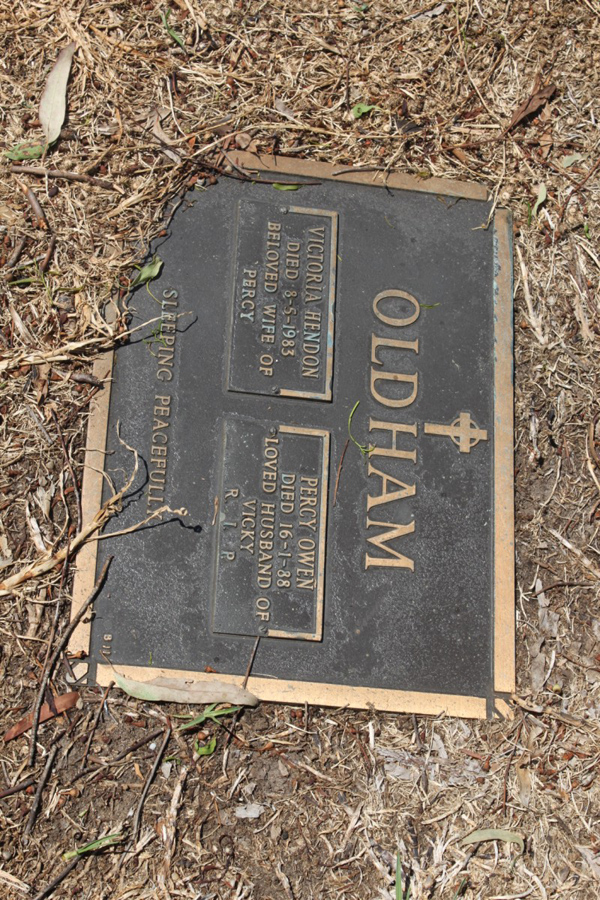 OLDHAM
VICTORIA HENDON
DIED 8-5-1983
BELOVED WIFE OF
PERCY
PERCY OWEN
DIED 16-1-88
LOVED HUSBAND OF
VICKY
R I P
SLEEPING PEACEFULLY